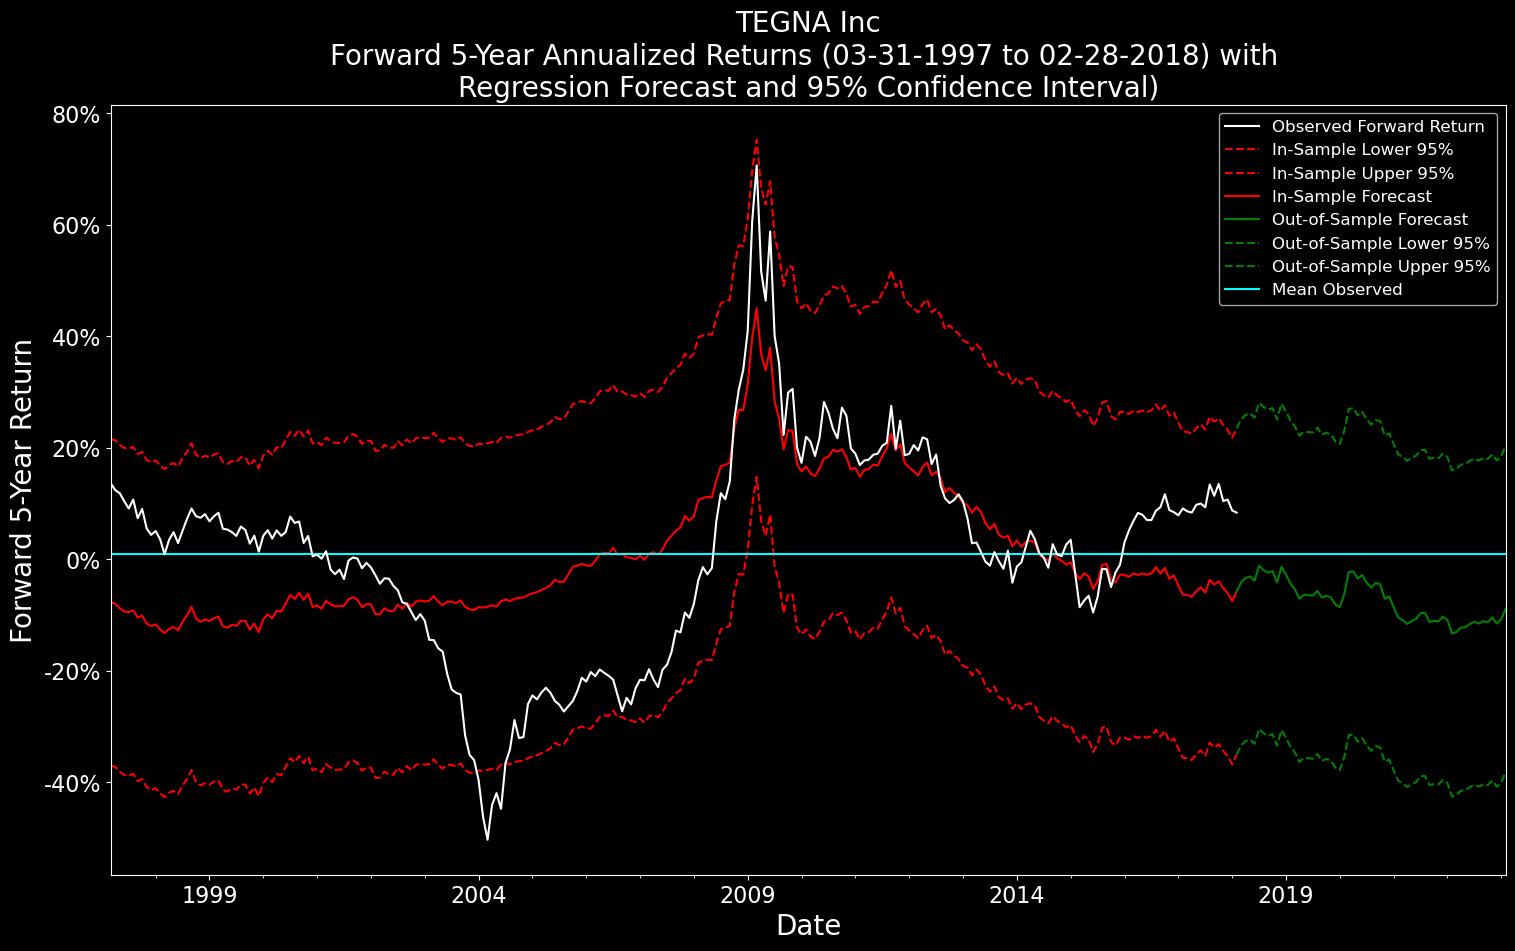 TEGNA Inc
Forward 5-Year Annualized Returns (03-31-1997 to 02-28-2018) with
Regression Forecast and 95% Confidence Interval)
80%
60%
40%
20%
0%
-20%
-40%
Forward 5-Year Return
Observed Forward Return
In-Sample Lower 95%
In-Sample Upper 95%
In-Sample Forecast
Out-of-Sample Forecast
Out-of-Sample Lower 95%
Out-of-Sample Upper 95%
Mean Observed
1999 2004 2009 2014 2019
Date